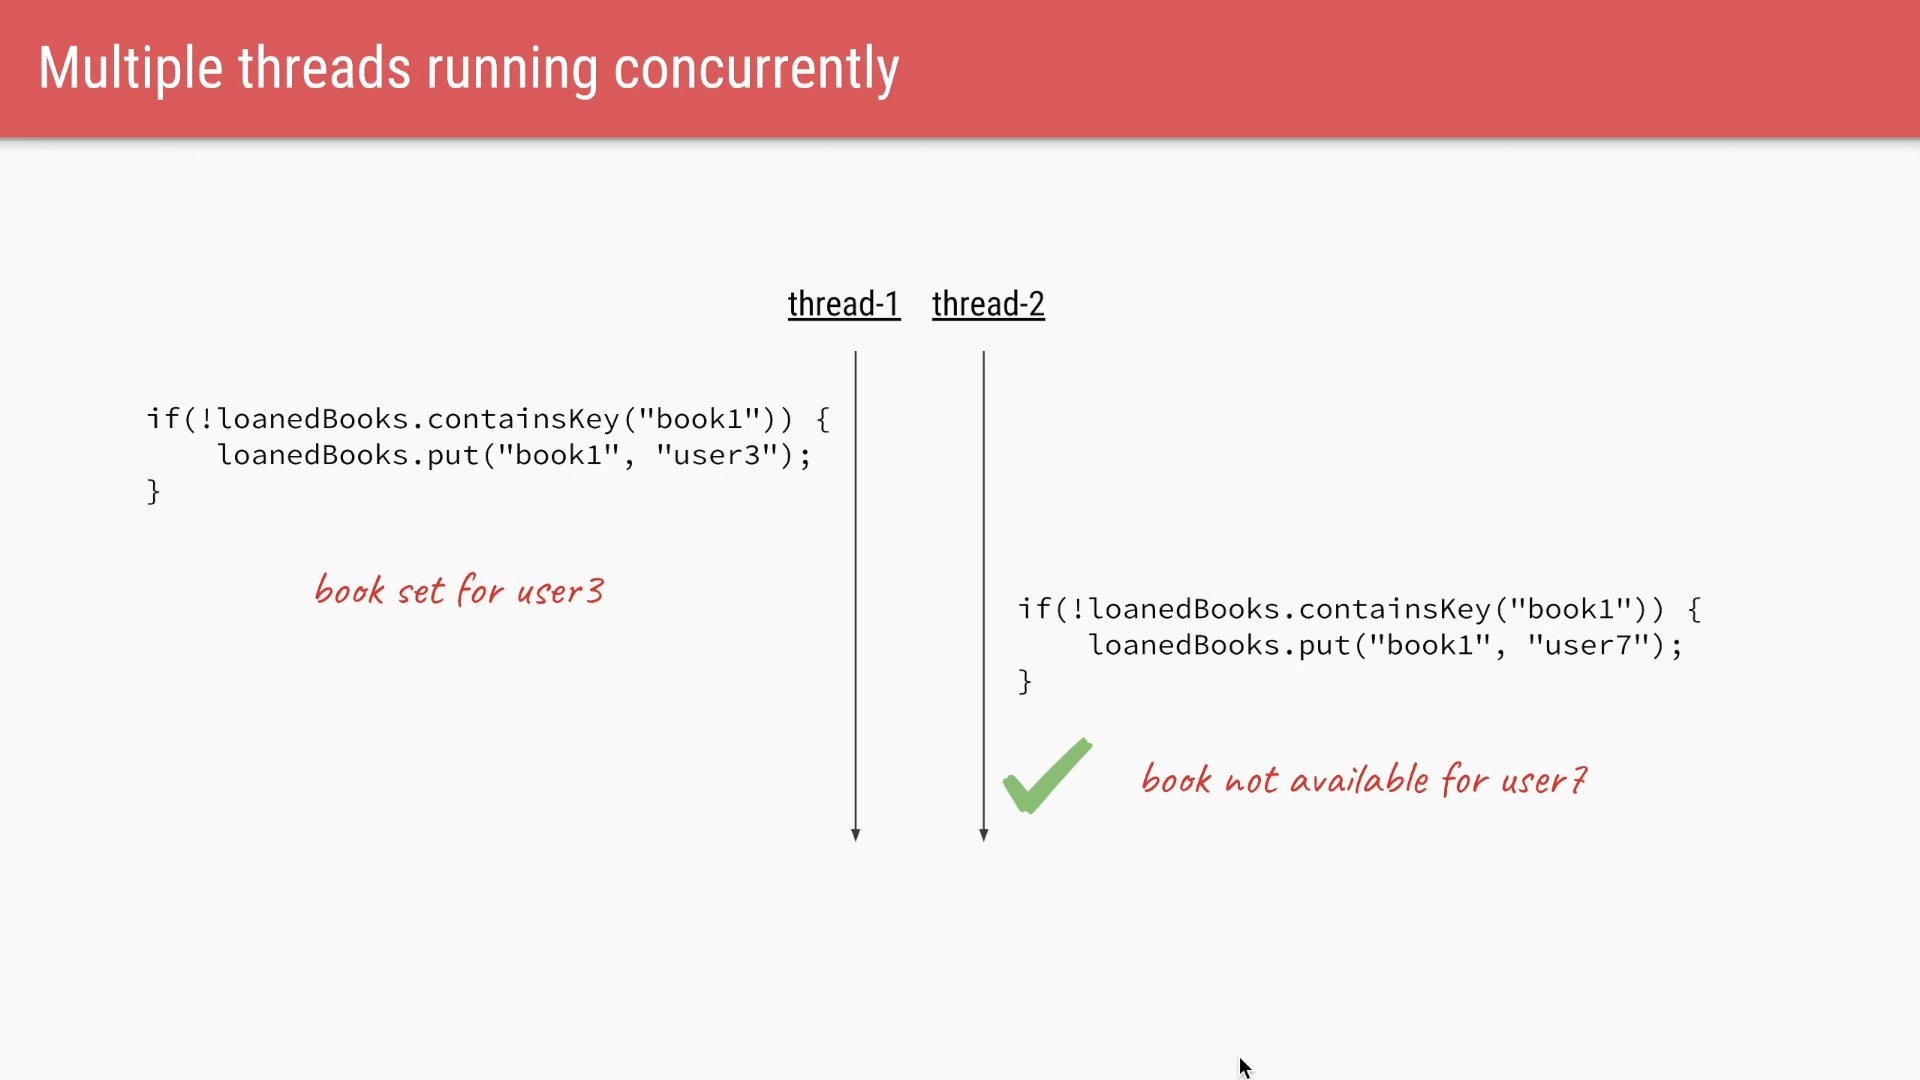 Multiple threads running concurrently
thread-1 thread-2
if(!loanedBooks.containsKey("book1")) {
    loanedBooks.put("book1", "user3");
}
book set for user3
if(!loanedBooks.containsKey("book1")) {
    loanedBooks.put("book1", "user7");
}
book not available for user7